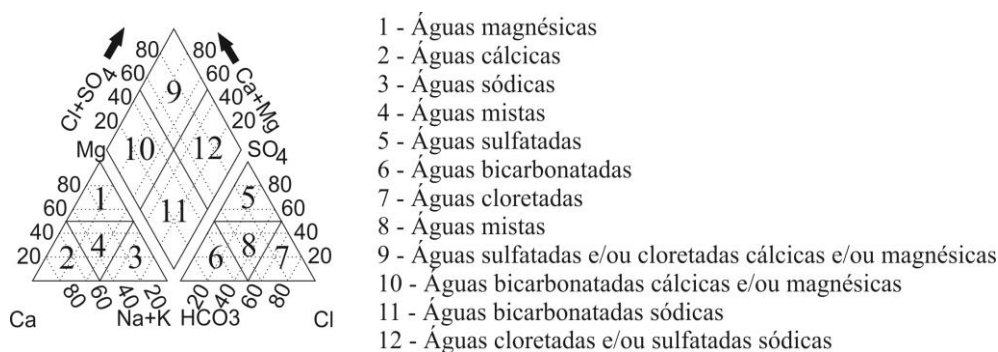 80 80
60 60
40 9 40
20 20
Cl+SO4 Ca+Mg
Mg 10 12 SO4
80 11 80
60 1 5 60
40 40
20 2 4 3 6 8 7 20
80 60 40 20 20 40 60 80
Ca Na+K HCO3 Cl
1 - Águas magnésicas
2 - Águas cálcicas
3 - Águas sódicas
4 - Águas mistas
5 - Águas sulfatadas
6 - Águas bicarbonatadas
7 - Águas cloretadas
8 - Águas mistas
9 - Águas sulfatadas e/ou cloretadas cálcicas e/ou magnésicas
10 - Águas bicarbonatadas cálcicas e/ou magnésicas
11 - Águas bicarbonatadas sódicas
12 - Águas cloretadas e/ou sulfatadas sódicas